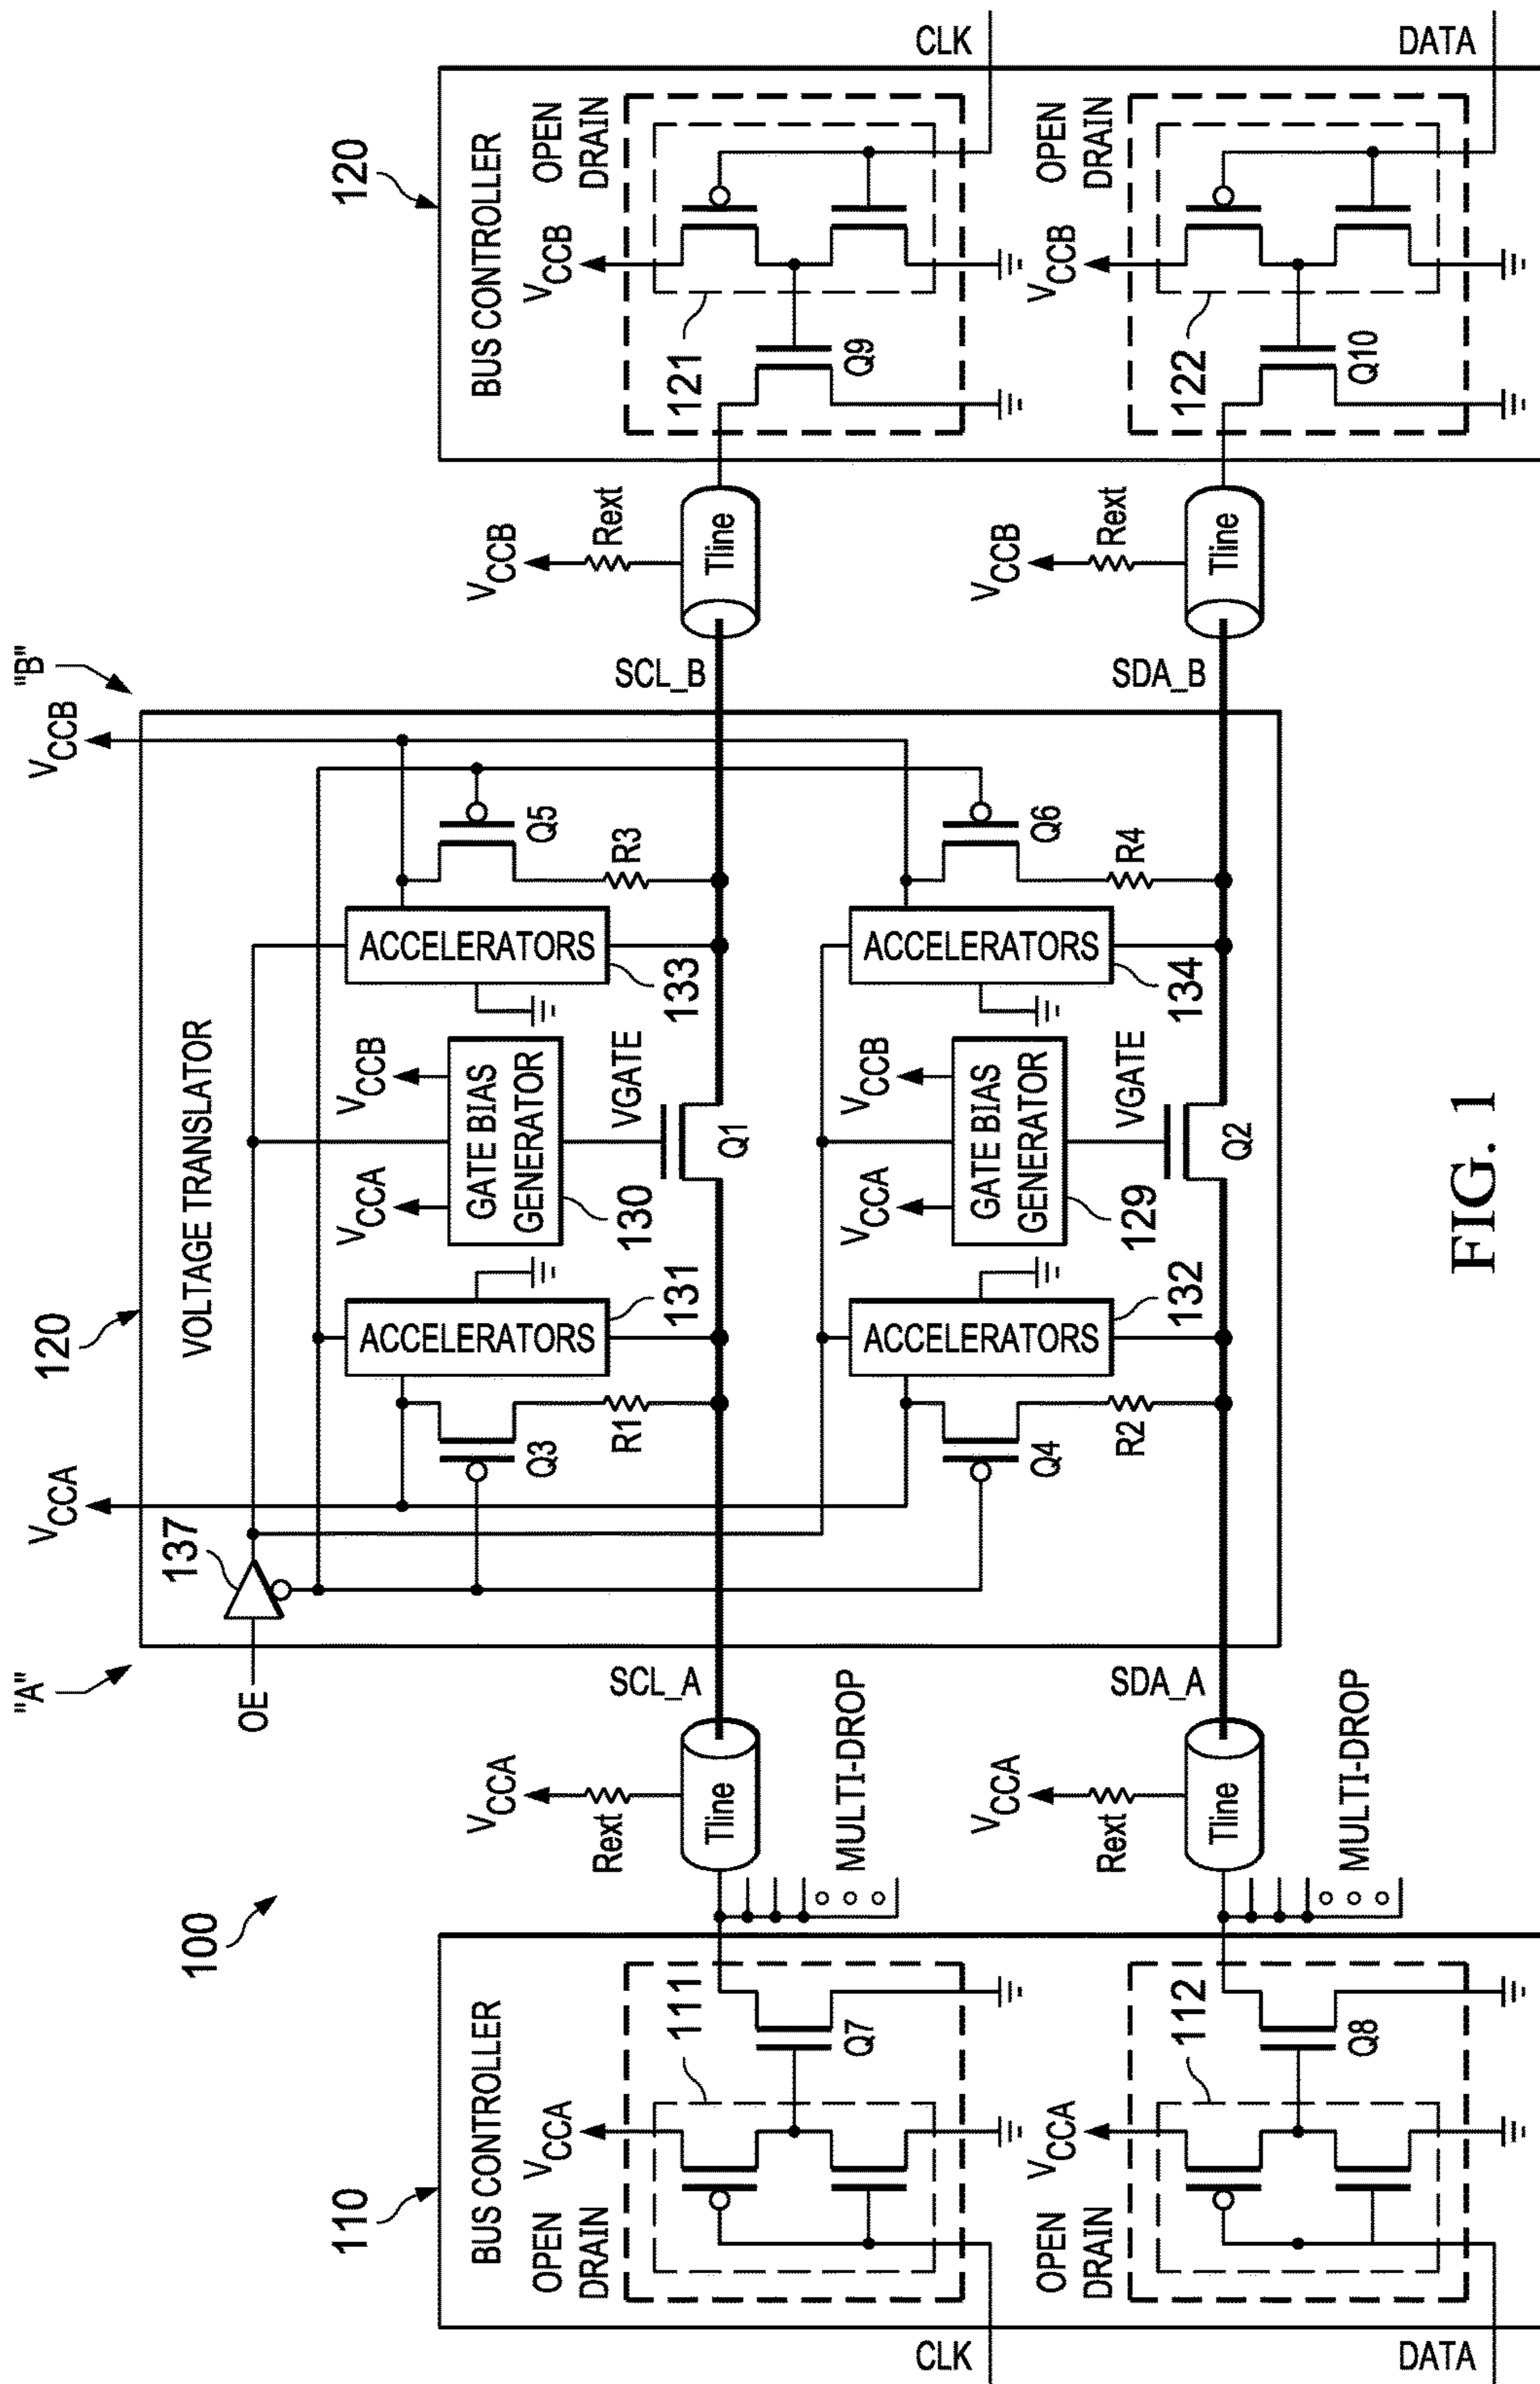 100
"A"
"B"
120
VOLTAGE TRANSLATOR
OE
137
VCCA
VCCB
110
BUS CONTROLLER
OPEN
DRAIN
VCCA
111
Q7
CLK
OPEN
DRAIN
VCCA
112
Q8
DATA
MULTI-DROP
MULTI-DROP
VCCA
Rext
Tline
SCL_A
VCCA
Rext
Tline
SDA_A
Q3
R1
ACCELERATORS
131
VCCA
VCCB
GATE BIAS
GENERATOR
130
VGATE
Q1
ACCELERATORS
133
Q5
R3
Q4
R2
ACCELERATORS
132
VCCA
VCCB
GATE BIAS
GENERATOR
129
VGATE
Q2
ACCELERATORS
134
Q6
R4
SCL_B
VCCB
Rext
Tline
SDA_B
VCCB
Rext
Tline
120
BUS CONTROLLER
VCCB
OPEN
DRAIN
121
Q9
CLK
VCCB
OPEN
DRAIN
122
Q10
DATA
FIG. 1